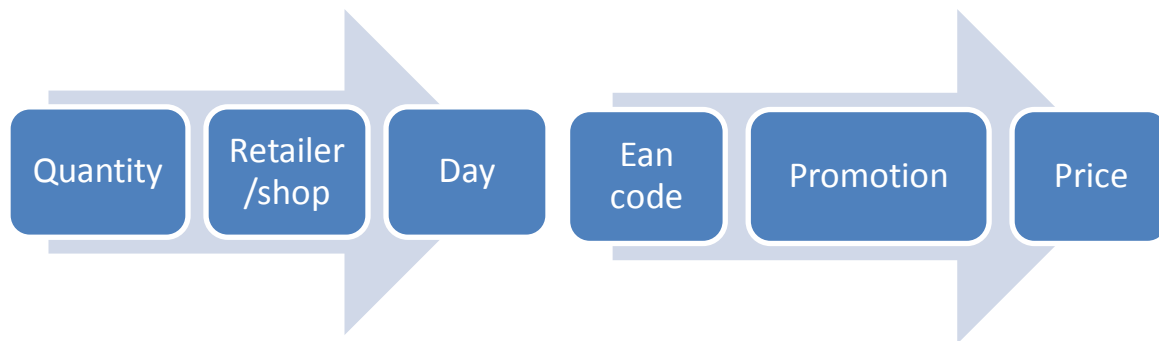 Quantity
Retailer
/shop
Day
Ean
code
Promotion
Price